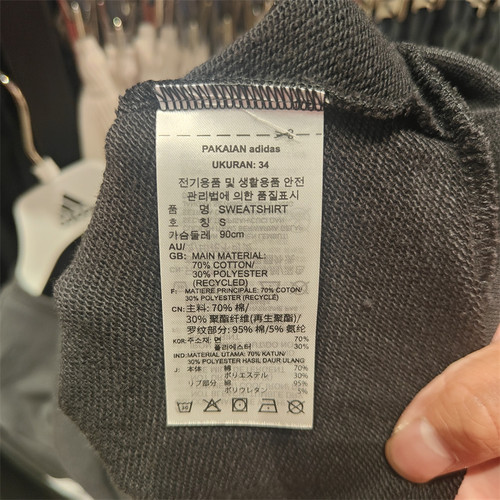 PAKAIAN adidas
UKURAN: 34
전기용품 및 생활용품 안전
관리법에 의한 품질표시
품 명 SWEATSHIRT
호 칭 S
가슴둘레 90cm
AU/
GB: MAIN MATERIAL:
70% COTTON/
30% POLYESTER
(RECYCLED)
F: MATIERE PRINCIPALE: 70% COTON/
30% POLYESTER (RECYCLÉ)
CN: 主料: 70% 棉/
30% 聚酯纤维(再生聚酯)/
罗纹部分: 95% 棉/5% 氨纶
KOR: 주소재: 면 70%
폴리에스터 30%
IND: MATERIAL UTAMA: 70% KATUN/
30% POLYESTER HASIL DAUR ULANG
J: 本体 綿 70%
ポリエステル 30%
リブ部分 綿 95%
ポリウレタン 5%
adidas